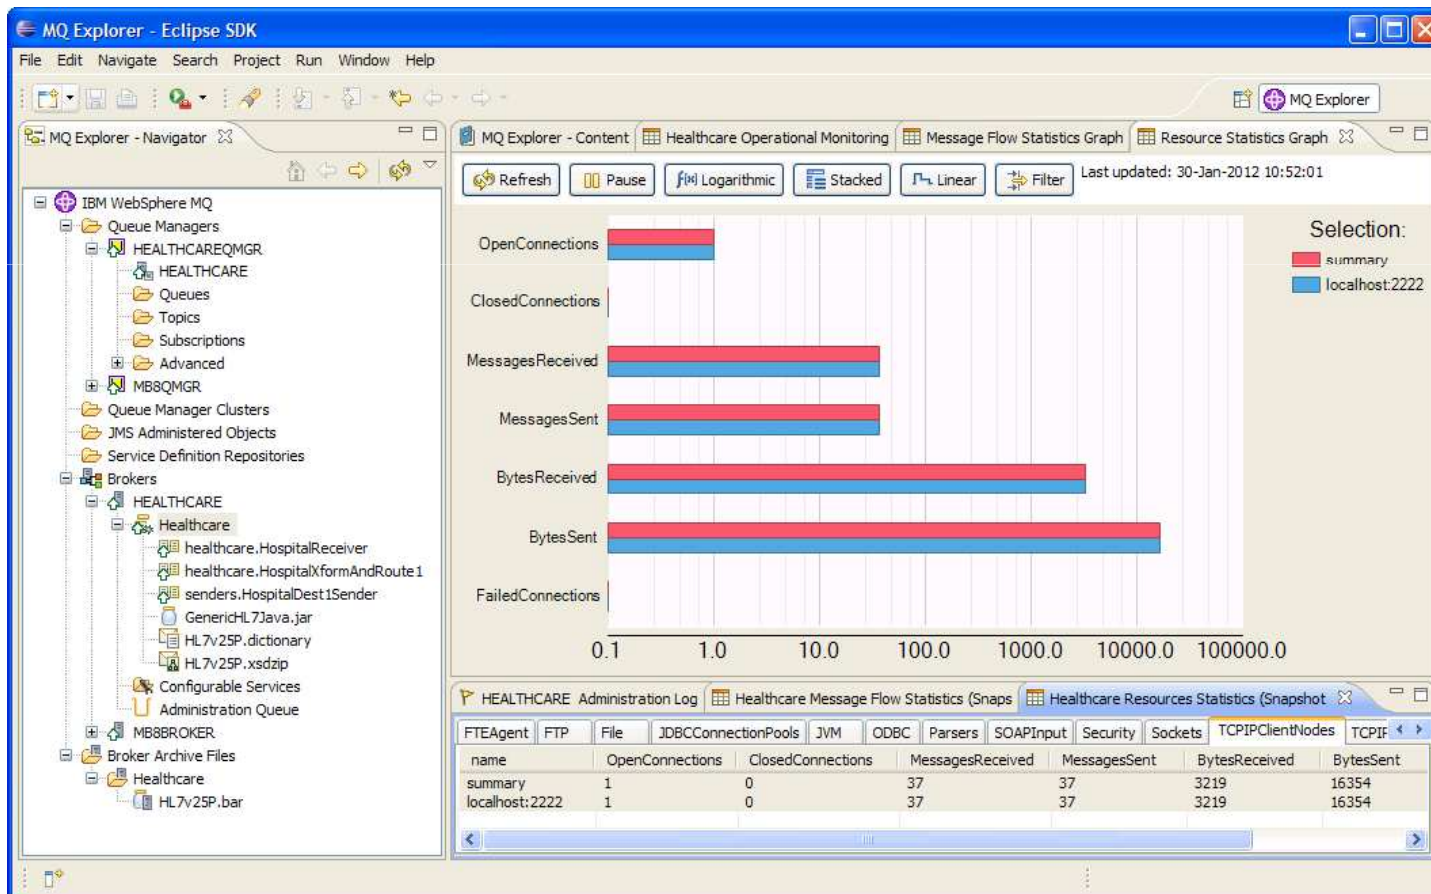 MQ Explorer - Eclipse SDK
File Edit Navigate Search Project Run Window Help
MQ Explorer
MQ Explorer - Navigator
IBM WebSphere MQ
Queue Managers
HEALTHCAREQMGR
HEALTHCARE
Queues
Topics
Subscriptions
Advanced
MB8QMGR
Queue Manager Clusters
JMS Administered Objects
Service Definition Repositories
Brokers
HEALTHCARE
Healthcare
healthcare.HospitalReceiver
healthcare.HospitalXformAndRoute1
senders.HospitalDest1Sender
GenericHL7Java.jar
HL7v25P.dictionary
HL7v25P.xsdzip
Configurable Services
Administration Queue
MB8BROKER
Broker Archive Files
Healthcare
HL7v25P.bar
MQ Explorer - Content Healthcare Operational Monitoring Message Flow Statistics Graph Resource Statistics Graph
Refresh Pause f(x) Logarithmic Stacked Linear Filter Last updated: 30-Jan-2012 10:52:01
Selection:
summary
localhost:2222
OpenConnections
ClosedConnections
MessagesReceived
MessagesSent
BytesReceived
BytesSent
FailedConnections
0.1 1.0 10.0 100.0 1000.0 10000.0 100000.0
HEALTHCARE Administration Log Healthcare Message Flow Statistics (Snaps Healthcare Resources Statistics (Snapshot
FTEAgent FTP File JDBCConnectionPools JVM ODBC Parsers SOAPInput Security Sockets TCPIPClientNodes TCPIP
name OpenConnections ClosedConnections MessagesReceived MessagesSent BytesReceived BytesSent
summary 1 0 37 37 3219 16354
localhost:2222 1 0 37 37 3219 16354